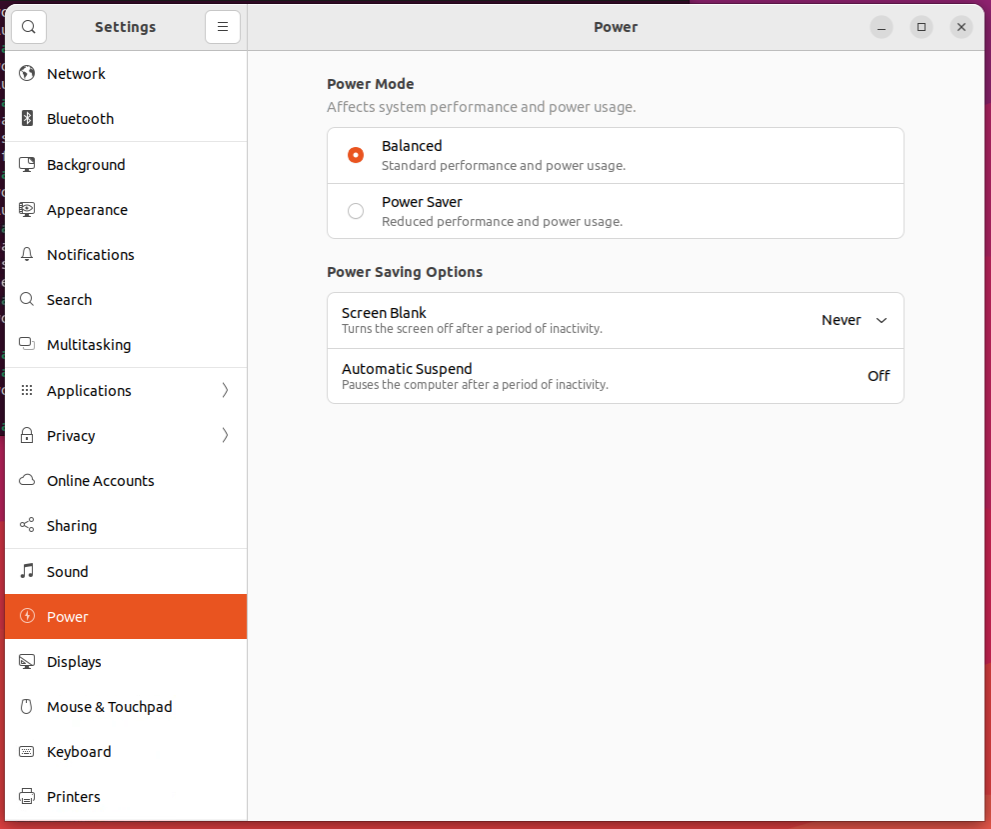 Settings
Power
Network
Bluetooth
Background
Appearance
Notifications
Search
Multitasking
Applications
Privacy
Online Accounts
Sharing
Sound
Power
Displays
Mouse & Touchpad
Keyboard
Printers
Power Mode
Affects system performance and power usage.
Balanced
Standard performance and power usage.
Power Saver
Reduced performance and power usage.
Power Saving Options
Screen Blank
Turns the screen off after a period of inactivity.
Never
Automatic Suspend
Pauses the computer after a period of inactivity.
Off